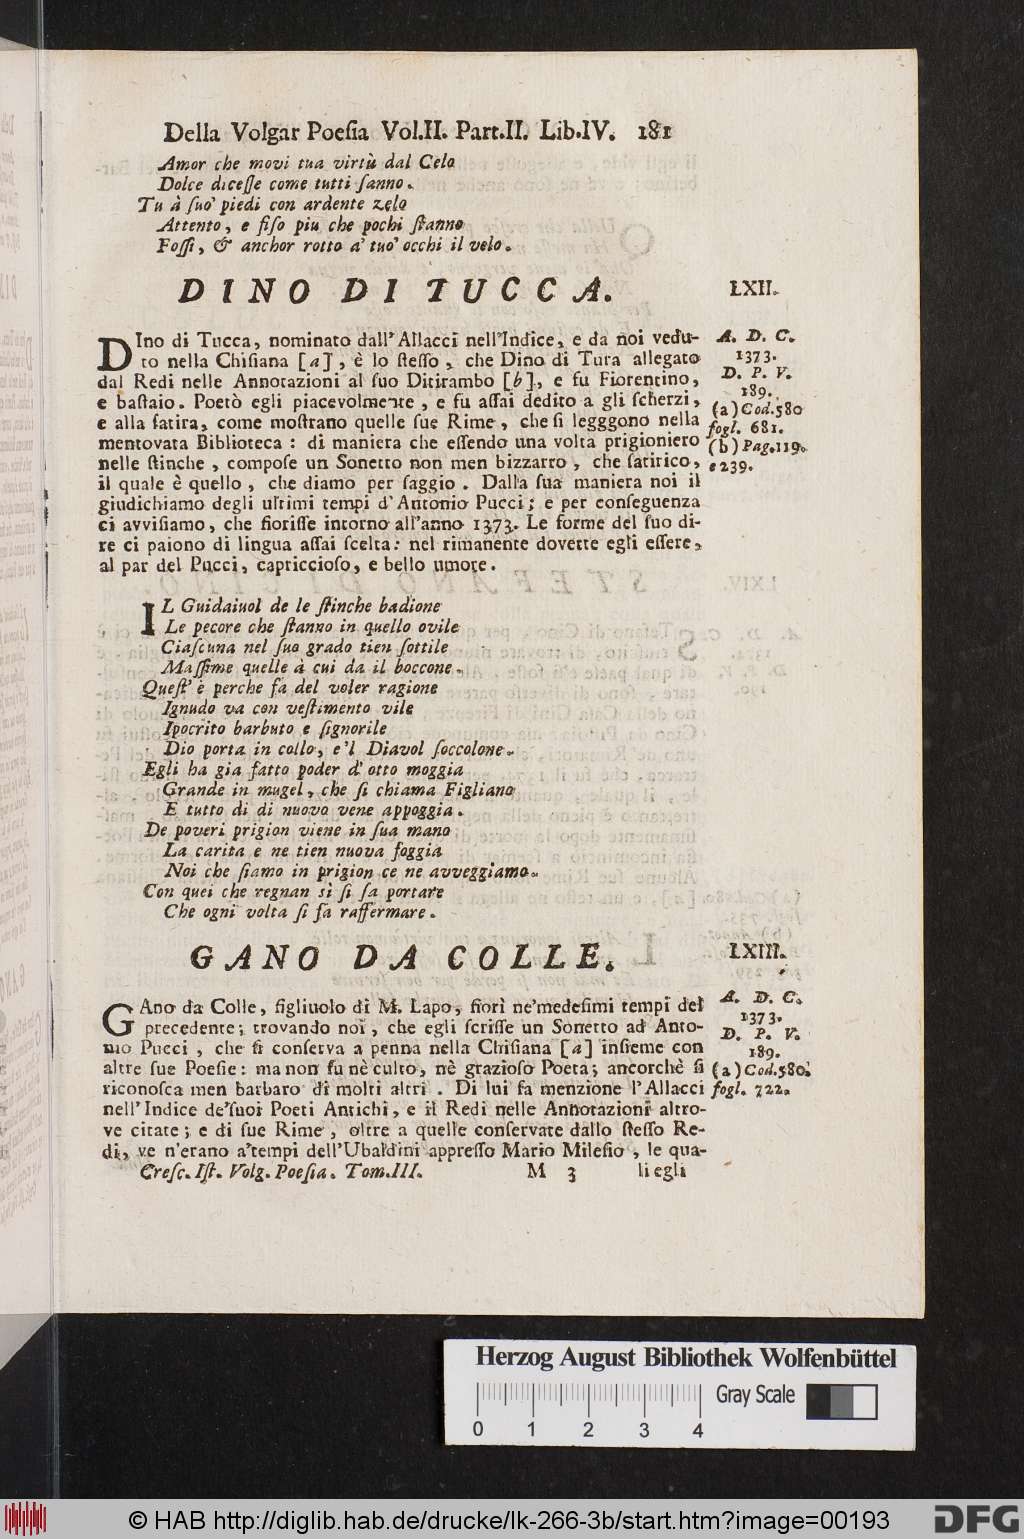 Della Volgar Poeſia Vol.II. Part.II. Lib.IV. 181
Amor che movi tua virtù dal Celo
Dolce diceſſe come tutti ſanno.
Tu à ſuo' piedi con ardente zelo
Attento, e fiſo piu che pochi ſtanno
Foſſi, & anchor rotto a' tuo' occhi il velo.
DINO DI TUCCA.
LXII.
DIno di Tucca, nominato dall'Allacci nell'Indice, e da noi vedu-
to nella Chiſiana [a], è lo ſteſſo, che Dino di Tura allegato
dal Redi nelle Annotazioni al ſuo Ditirambo [b], e fu Fiorentino,
e baſtaio. Poetò egli piacevolmente, e fu aſſai dedito a gli ſcherzi,
e alla ſatira, come moſtrano quelle ſue Rime, che ſi legggono nella
mentovata Biblioteca: di maniera che eſſendo una volta prigioniero
nelle ſtinche, compoſe un Sonetto non men bizzarro, che ſatirico,
il quale è quello, che diamo per ſaggio. Dalla ſua maniera noi il
giudichiamo degli ultimi tempi d'Antonio Pucci; e per conſeguenza
ci avviſiamo, che fioriſſe intorno all'anno 1373. Le forme del ſuo di-
re ci paiono di lingua aſſai ſcelta: nel rimanente dovette egli eſſere,
al par del Pucci, capriccioſo, e bello umore.
A. D. C.
1373.
D. P. V.
189.
(a) Cod.580
fogl. 681.
(b) Pag.119.
e 239.
IL Guidaiuol de le ſtinche badione
Le pecore che ſtanno in quello ovile
Ciaſcuna nel ſuo grado tien ſottile
Maſſime quelle à cui da il boccone.
Queſt' è perche fa del voler ragione
Ignudo va con veſtimento vile
Ipocrito barbuto e ſignorile
Dio porta in collo, e'l Diavol ſoccolone.
Egli ha gia fatto poder d' otto moggia
Grande in mugel, che ſi chiama Figliano
E tutto di di nuovo vene appoggia.
De poveri prigion viene in ſua mano
La carita e ne tien nuova foggia
Noi che ſiamo in prigion ce ne avveggiamo.
Con quei che regnan sì ſi ſa portare
Che ogni volta ſi fa raffermare.
GANO DA COLLE.
LXIII.
GAno da Colle, figliuolo di M. Lapo, fiorì ne'medeſimi tempi del
precedente; trovando noi, che egli ſcriſſe un Sonetto ad Anto-
nio Pucci, che ſi conſerva a penna nella Chiſiana [a] inſieme con
altre ſue Poeſie: ma non fu nè culto, nè grazioſo Poeta; ancorchè ſi
riconoſca men barbaro di molti altri. Di lui fa menzione l'Allacci
nell'Indice de'ſuoi Poeti Antichi, e il Redi nelle Annotazioni altro-
ve citate; e di ſue Rime, oltre a quelle conſervate dallo ſteſſo Re-
di, ve n'erano a'tempi dell'Ubaldini appreſſo Mario Mileſio, le qua-
A. D. C.
1373.
D. P. V.
189.
(a) Cod.580.
fogl. 722.
Creſc. Iſt. Volg. Poeſia. Tom.III. M 3 li egli
Herzog August Bibliothek Wolfenbüttel
Gray Scale
0 1 2 3 4
© HAB http://diglib.hab.de/drucke/lk-266-3b/start.htm?image=00193
DFG